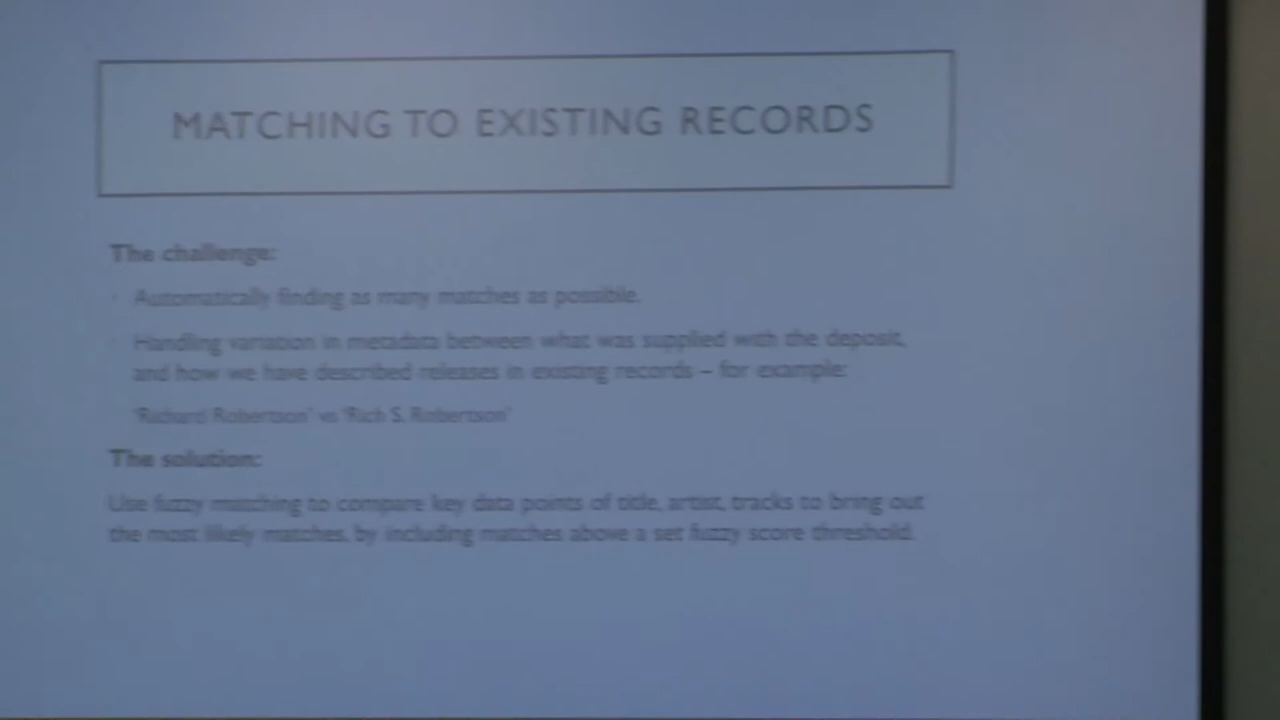 MATCHING TO EXISTING RECORDS
The challenge:
Automatically finding as many matches as possible.
Handling variation in metadata between what was supplied with the deposit,
and how we have described releases in existing records – for example:
'Richard Robertson' vs 'Rich S. Robertson'
The solution:
Use fuzzy matching to compare key data points of title, artist, tracks to bring out
the most likely matches, by including matches above a set fuzzy score threshold.